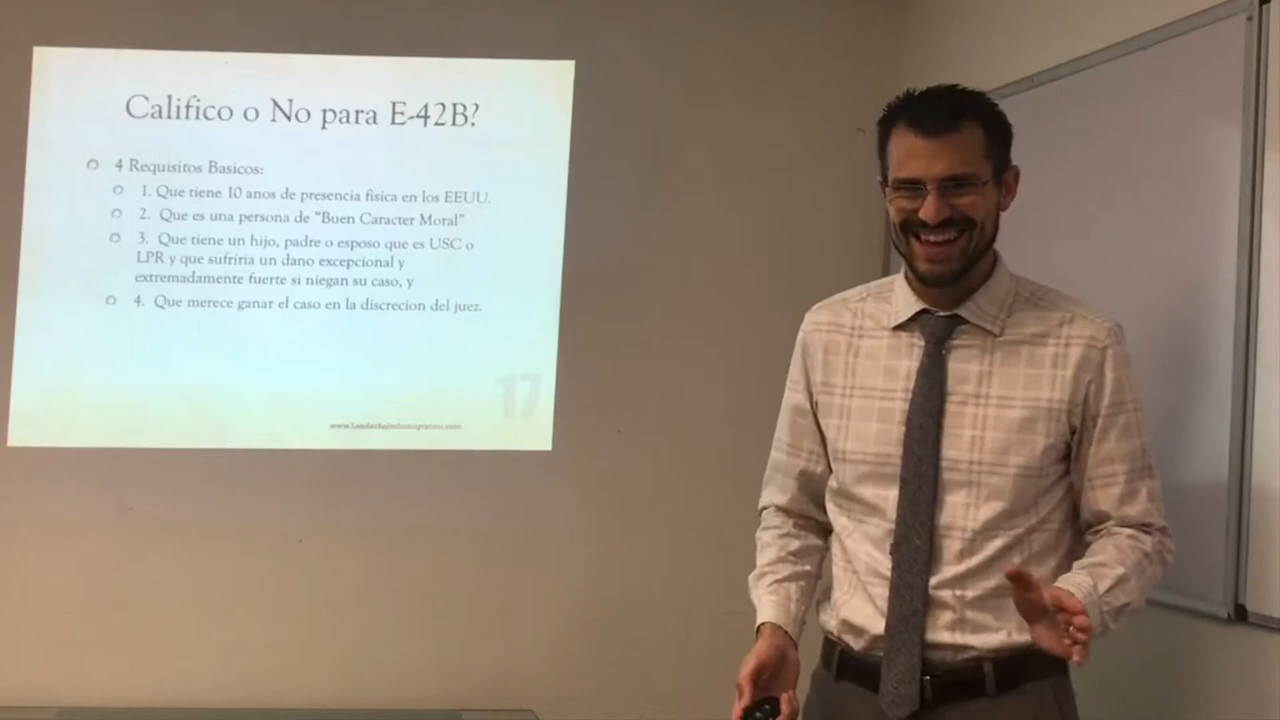 Califico o No para E-42B?
4 Requisitos Basicos:
1. Que tiene 10 anos de presencia fisica en los EEUU.
2. Que es una persona de "Buen Caracter Moral"
3. Que tiene un hijo, padre o esposo que es USC o
LPR y que sufriria un dano excepcional y
extremadamente fuerte si niegan su caso, y
4. Que merece ganar el caso en la discrecion del juez.
17